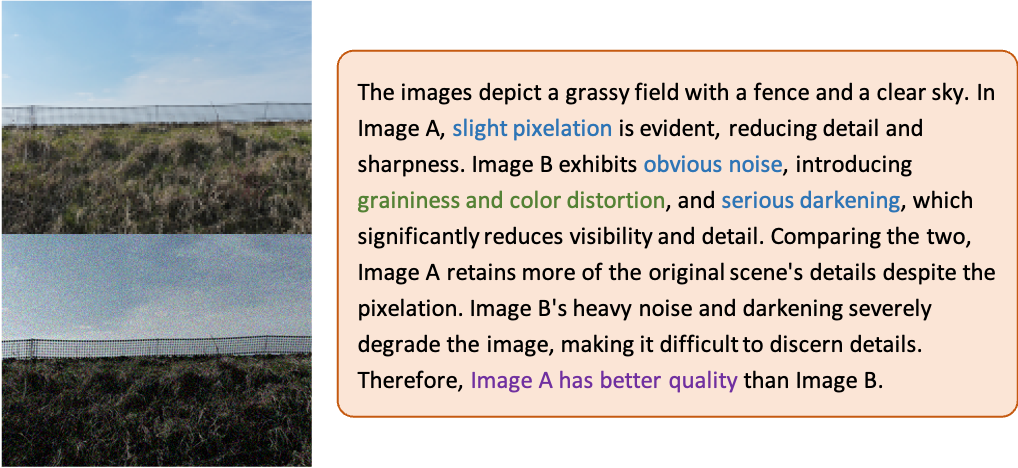 The images depict a grassy field with a fence and a clear sky. In
Image A, slight pixelation is evident, reducing detail and
sharpness. Image B exhibits obvious noise, introducing
graininess and color distortion, and serious darkening, which
significantly reduces visibility and detail. Comparing the two,
Image A retains more of the original scene's details despite the
pixelation. Image B's heavy noise and darkening severely
degrade the image, making it difficult to discern details.
Therefore, Image A has better quality than Image B.